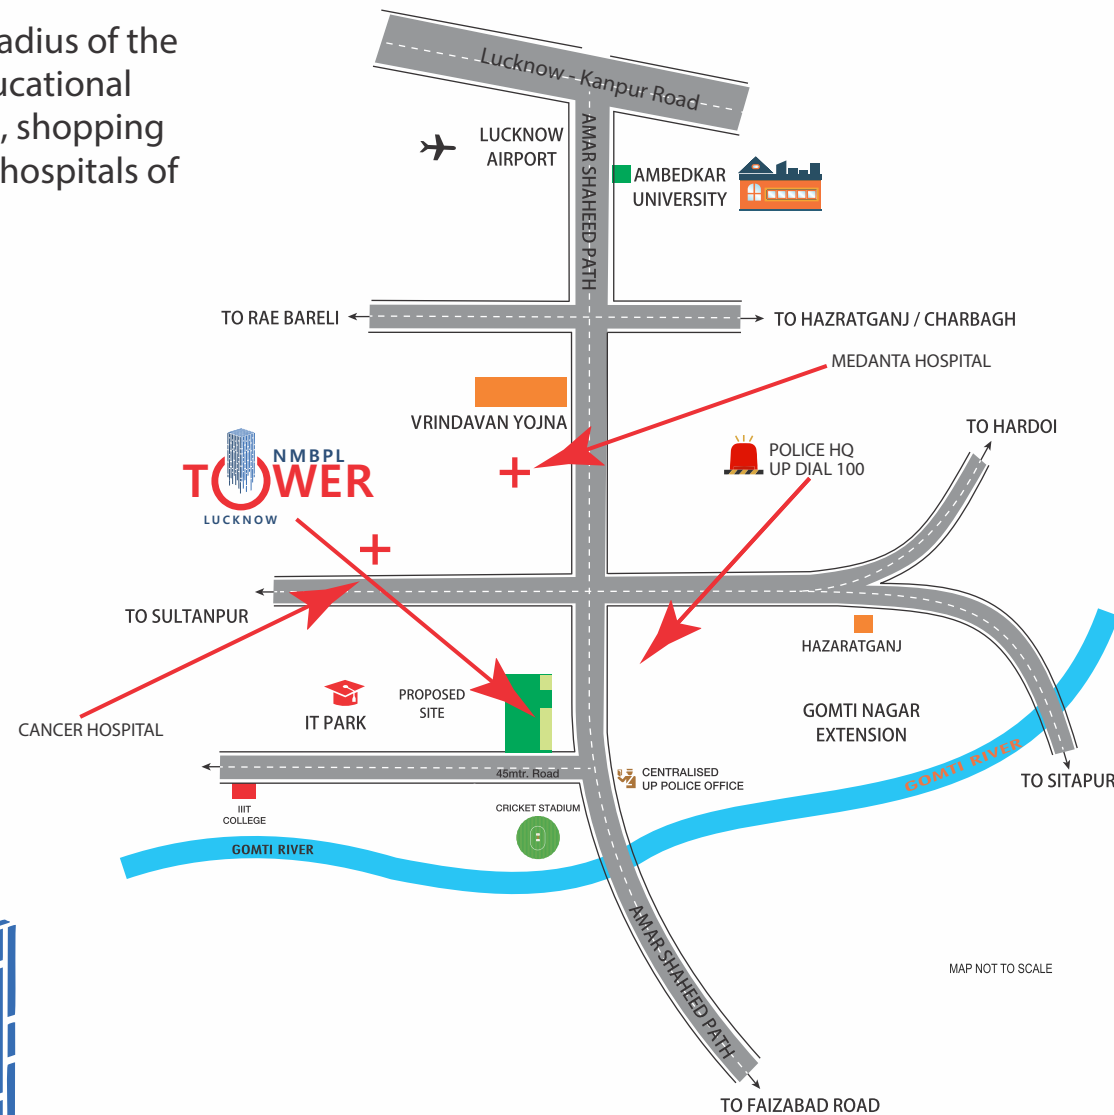 adius of the
ucational
, shopping
hospitals of
Lucknow - Kanpur Road
AMAR SHAHEED PATH
LUCKNOW
AIRPORT
AMBEDKAR
UNIVERSITY
TO RAE BARELI
TO HAZRATGANJ / CHARBAGH
MEDANTA HOSPITAL
VRINDAVAN YOJNA
TO HARDOI
NMBPL
TOWER
LUCKNOW
POLICE HQ
UP DIAL 100
TO SULTANPUR
HAZARATGANJ
CANCER HOSPITAL
IT PARK
PROPOSED
SITE
GOMTI NAGAR
EXTENSION
GOMTI RIVER
TO SITAPUR
45mtr. Road
CENTRALISED
UP POLICE OFFICE
IIIT
COLLEGE
CRICKET STADIUM
GOMTI RIVER
AMAR SHAHEED PATH
MAP NOT TO SCALE
TO FAIZABAD ROAD